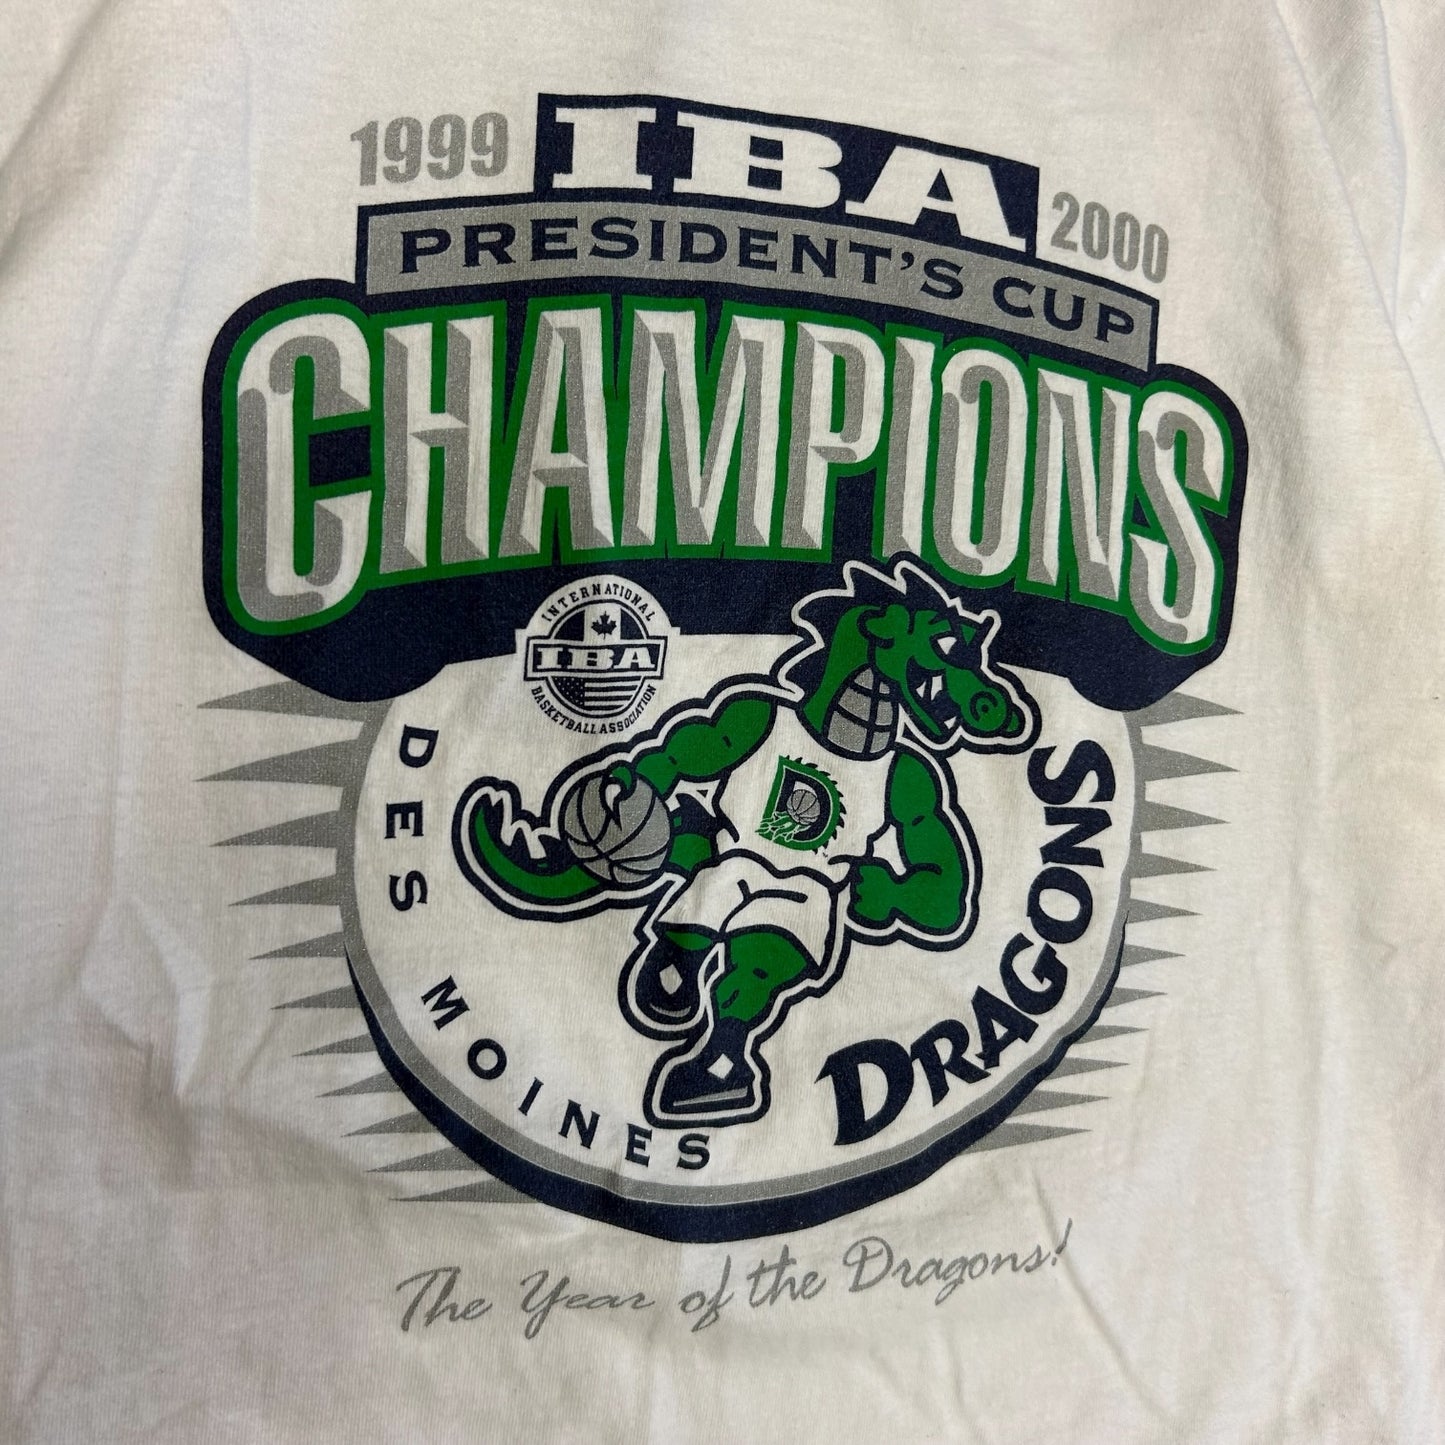 1999 IBA 2000
PRESIDENT'S CUP
CHAMPIONS
INTERNATIONAL
IBA
BASKETBALL ASSOCIATION
D
DES MOINES
DRAGONS
The Year of the Dragons!